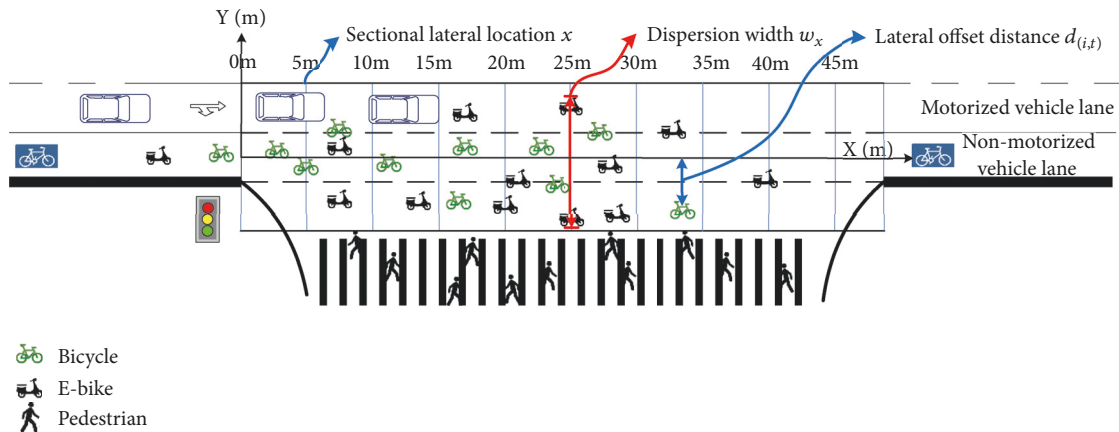 Y (m)
Sectional lateral location x
Dispersion width wₓ
Lateral offset distance d₍ᵢ,ₜ₎
0m 5m 10m 15m 20m 25m 30m 35m 40m 45m
Motorized vehicle lane
X (m)
Non-motorized
vehicle lane
Bicycle
E-bike
Pedestrian